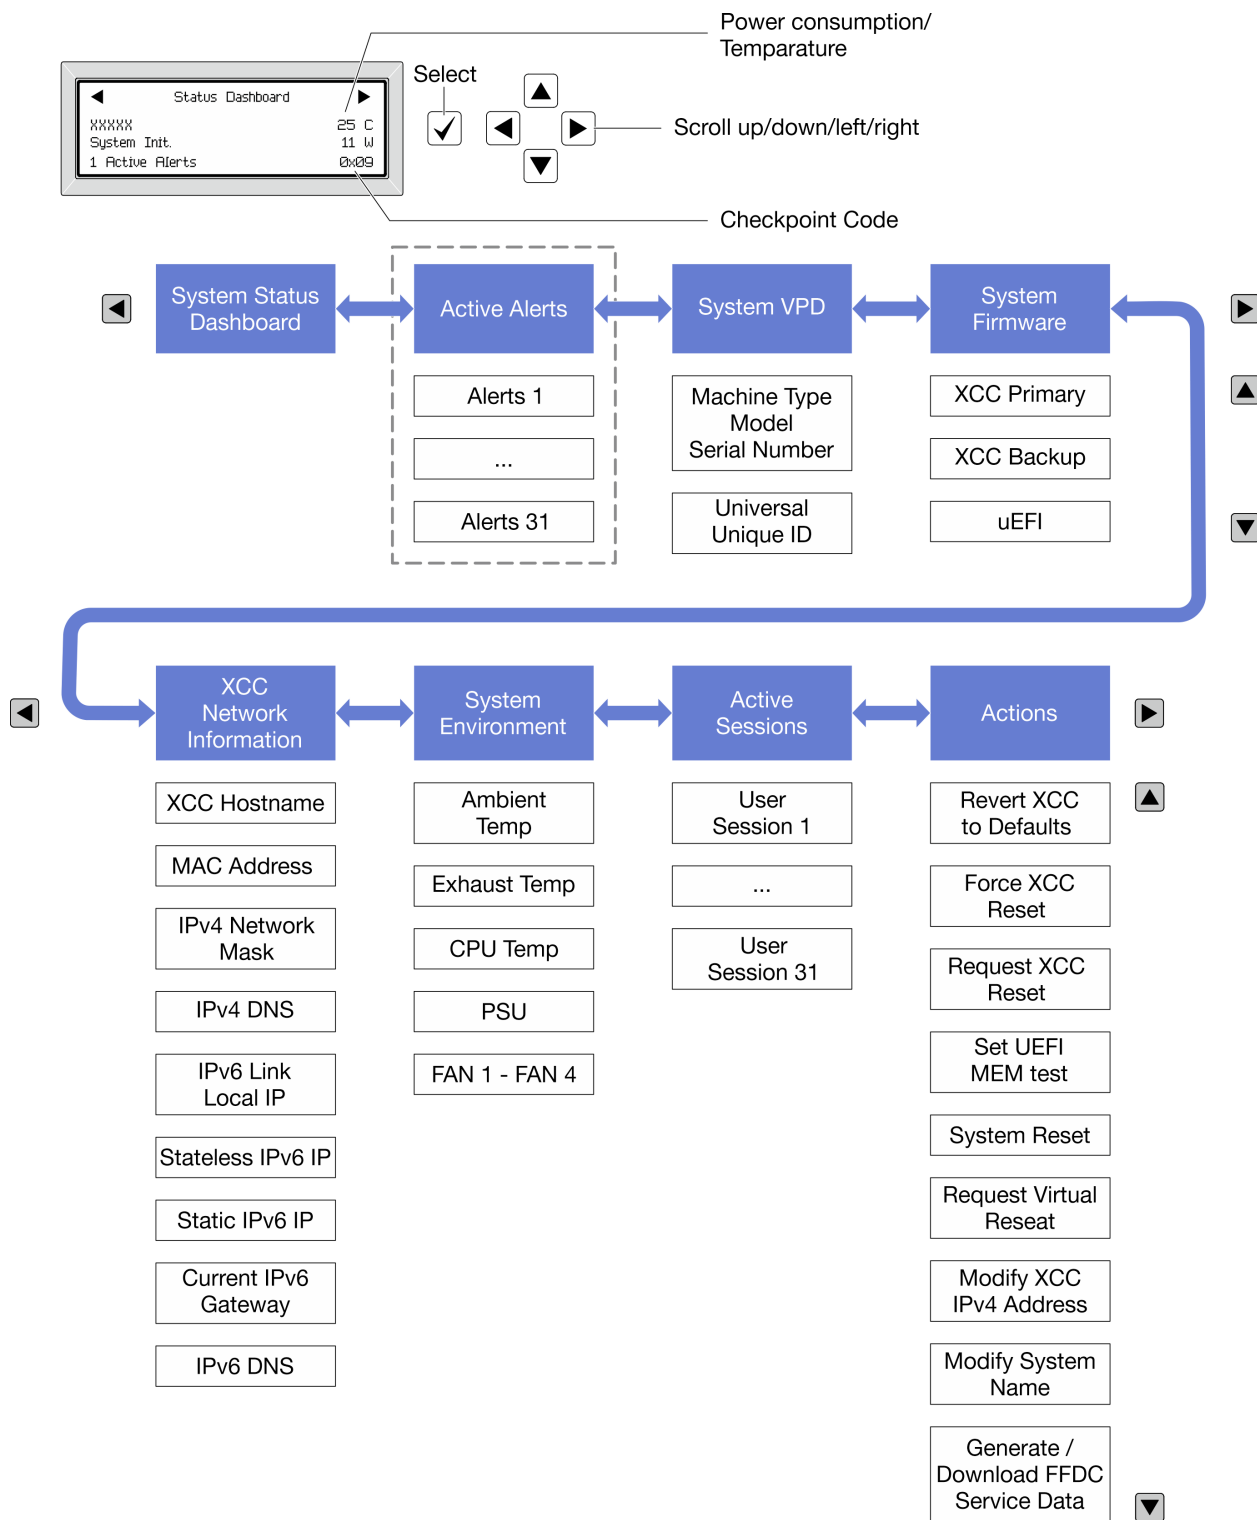 Power consumption/
Temparature
Select
Status Dashboard
XXXXX 25 C
System Init. 11 W
1 Active Alerts 0x09
Scroll up/down/left/right
Checkpoint Code
System Status
Dashboard
Active Alerts
Alerts 1
...
Alerts 31
System VPD
Machine Type
Model
Serial Number
Universal
Unique ID
System
Firmware
XCC Primary
XCC Backup
uEFI
XCC
Network
Information
XCC Hostname
MAC Address
IPv4 Network
Mask
IPv4 DNS
IPv6 Link
Local IP
Stateless IPv6 IP
Static IPv6 IP
Current IPv6
Gateway
IPv6 DNS
System
Environment
Ambient
Temp
Exhaust Temp
CPU Temp
PSU
FAN 1 - FAN 4
Active
Sessions
User
Session 1
...
User
Session 31
Actions
Revert XCC
to Defaults
Force XCC
Reset
Request XCC
Reset
Set UEFI
MEM test
System Reset
Request Virtual
Reseat
Modify XCC
IPv4 Address
Modify System
Name
Generate /
Download FFDC
Service Data